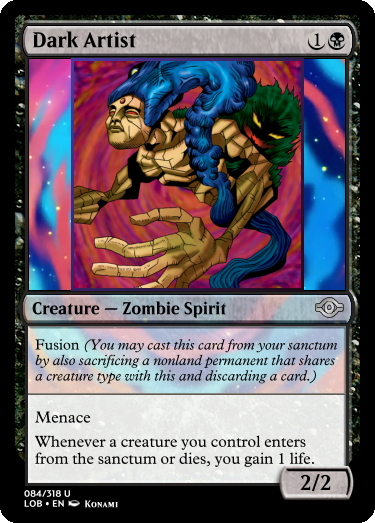 Dark Artist 1
Creature — Zombie Spirit
Fusion (You may cast this card from your sanctum
by also sacrificing a nonland permanent that shares
a creature type with this and discarding a card.)
Menace
Whenever a creature you control enters
from the sanctum or dies, you gain 1 life.
2/2
084/318 U
LOB • EN Konami